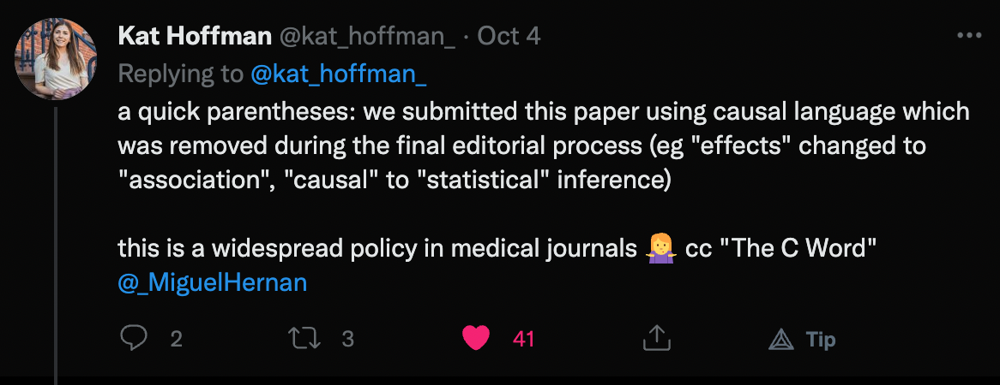 Kat Hoffman @kat_hoffman_ · Oct 4
Replying to @kat_hoffman_
a quick parentheses: we submitted this paper using causal language which
was removed during the final editorial process (eg "effects" changed to
"association", "causal" to "statistical" inference)
this is a widespread policy in medical journals 🤷‍♀️ cc "The C Word"
@_MiguelHernan
2 3 41 Tip